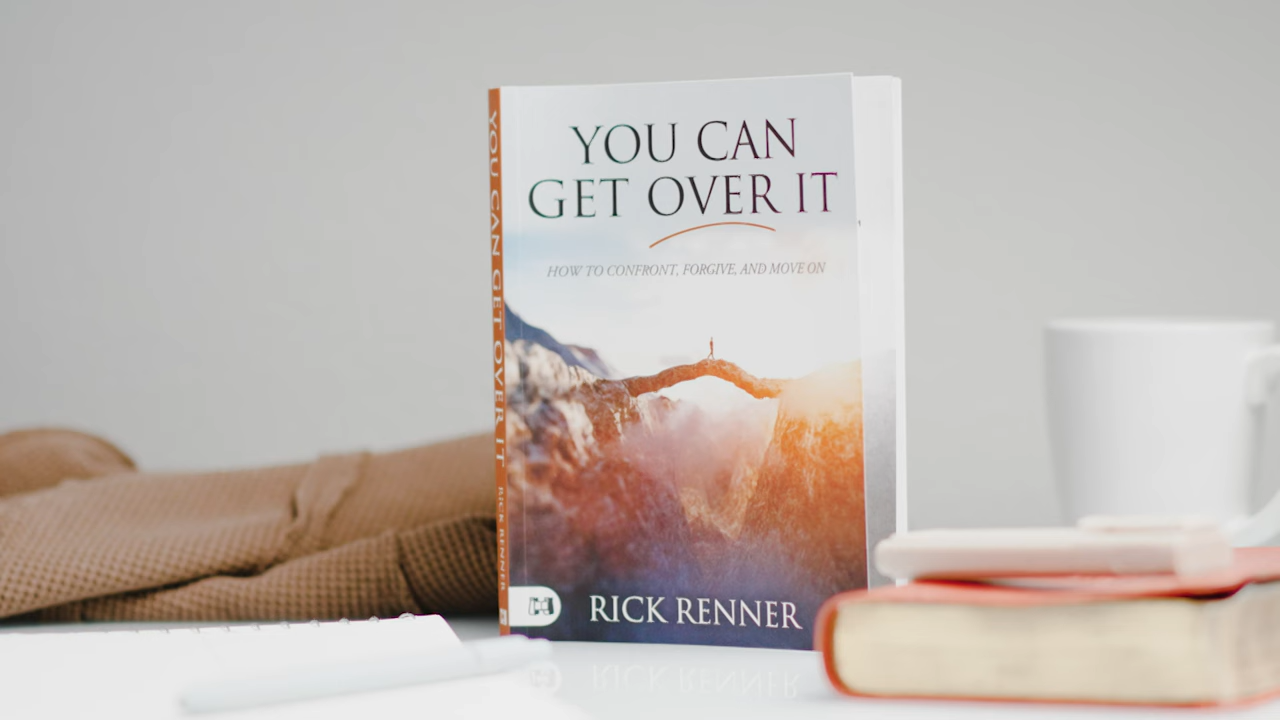 YOU CAN
GET OVER IT
HOW TO CONFRONT, FORGIVE, AND MOVE ON
RICK RENNER
YOU CAN GET OVER IT RICK RENNER